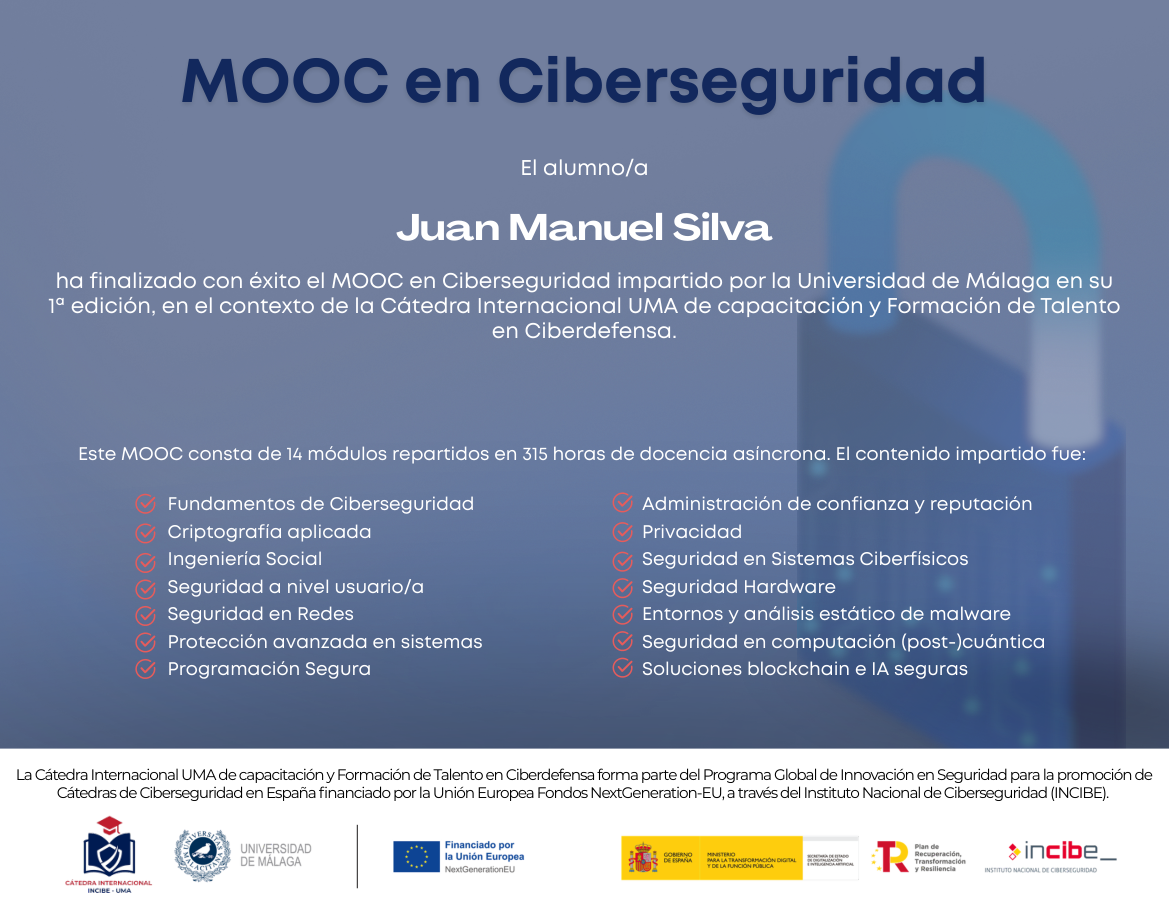 MOOC en Ciberseguridad
El alumno/a
Juan Manuel Silva
ha finalizado con éxito el MOOC en Ciberseguridad impartido por la Universidad de Málaga en su
1ª edición, en el contexto de la Cátedra Internacional UMA de capacitación y Formación de Talento
en Ciberdefensa.
Este MOOC consta de 14 módulos repartidos en 315 horas de docencia asíncrona. El contenido impartido fue:
Fundamentos de Ciberseguridad
Criptografía aplicada
Ingeniería Social
Seguridad a nivel usuario/a
Seguridad en Redes
Protección avanzada en sistemas
Programación Segura
Administración de confianza y reputación
Privacidad
Seguridad en Sistemas Ciberfísicos
Seguridad Hardware
Entornos y análisis estático de malware
Seguridad en computación (post-)cuántica
Soluciones blockchain e IA seguras
La Cátedra Internacional UMA de capacitación y Formación de Talento en Ciberdefensa forma parte del Programa Global de Innovación en Seguridad para la promoción de
Cátedras de Ciberseguridad en España financiado por la Unión Europea Fondos NextGeneration-EU, a través del Instituto Nacional de Ciberseguridad (INCIBE).
CÁTEDRA INTERNACIONAL
INCIBE - UMA
UNIVERSIDAD
DE MÁLAGA
Financiado por
la Unión Europea
NextGenerationEU
GOBIERNO
DE ESPAÑA
MINISTERIO
PARA LA TRANSFORMACIÓN DIGITAL
Y DE LA FUNCIÓN PÚBLICA
SECRETARÍA DE ESTADO
DE DIGITALIZACIÓN
E INTELIGENCIA ARTIFICIAL
TR
Plan de
Recuperación,
Transformación
y Resiliencia
incibe_
INSTITUTO NACIONAL DE CIBERSEGURIDAD